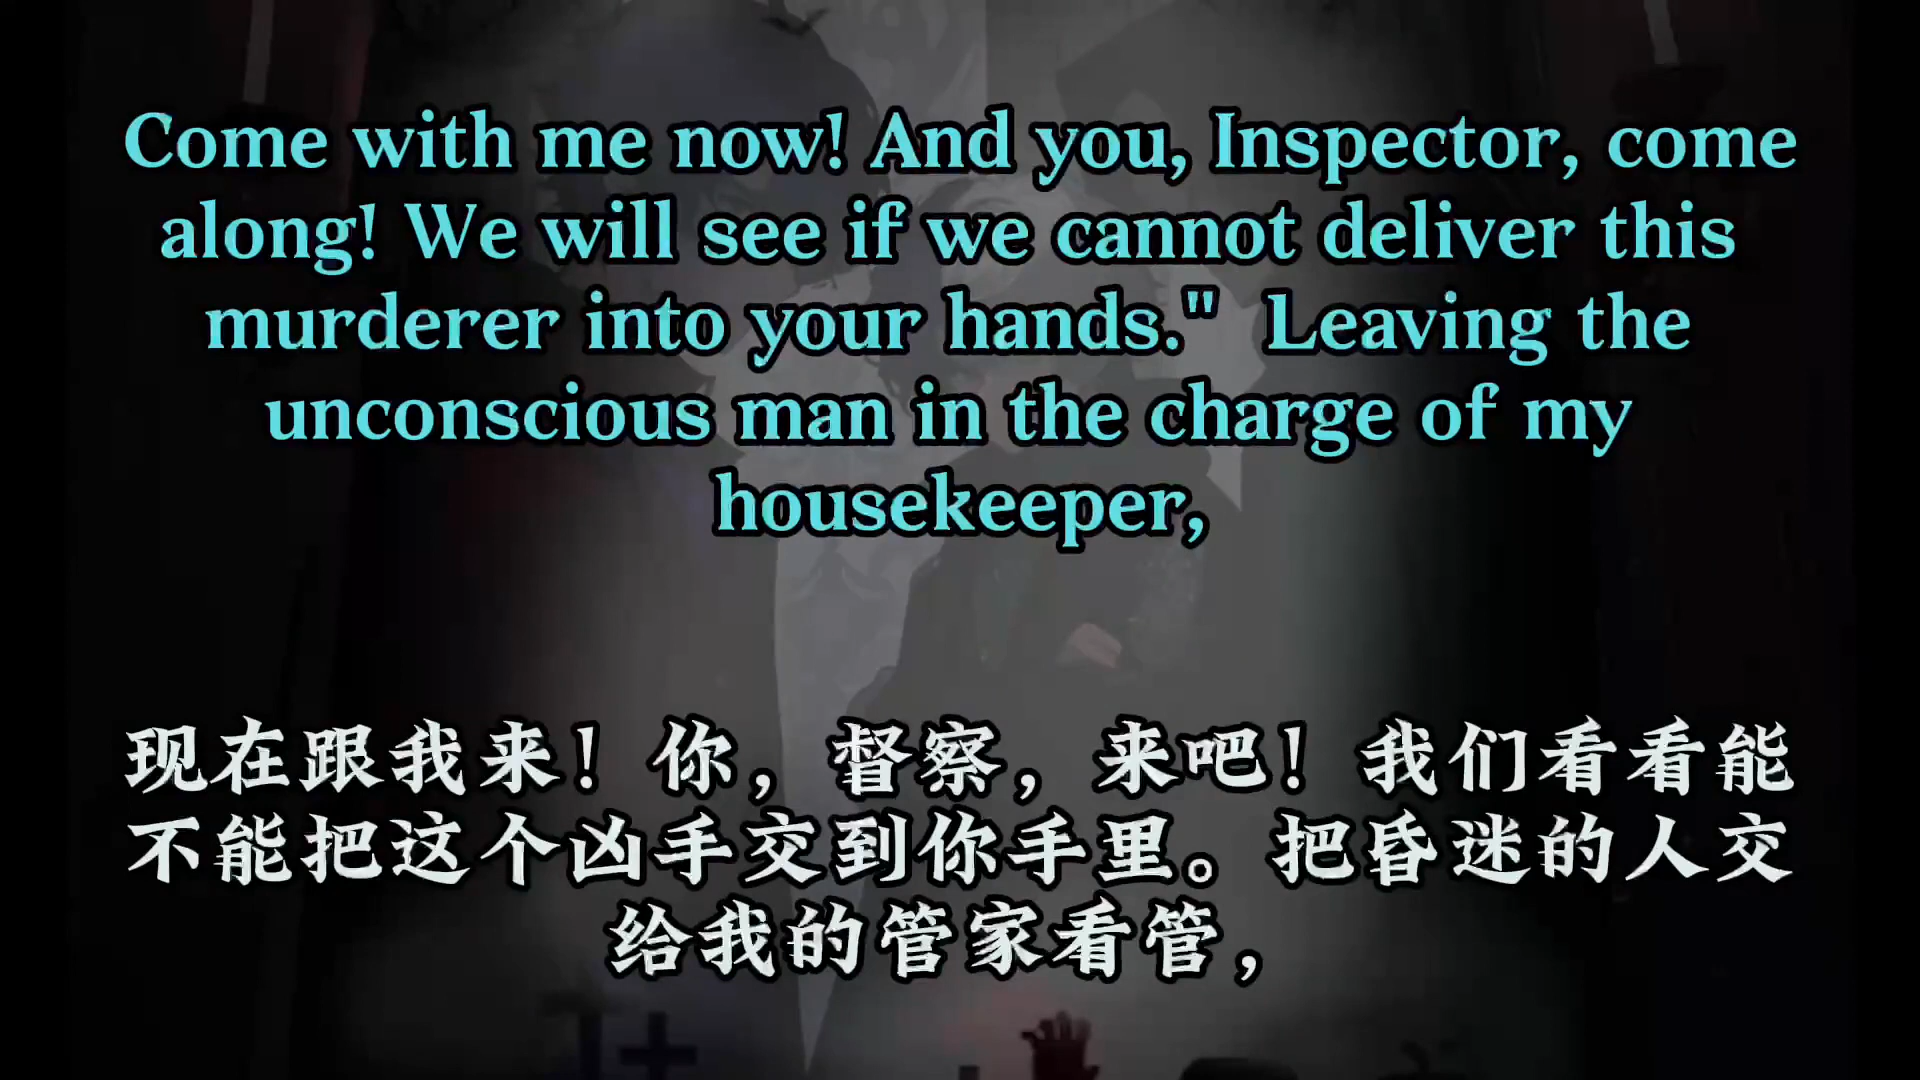 Come with me now! And you, Inspector, come
along! We will see if we cannot deliver this
murderer into your hands."  Leaving the
unconscious man in the charge of my
housekeeper,
现在跟我来！你，督察，来吧！我们看看能
不能把这个凶手交到你手里。把昏迷的人交
给我的管家看管，